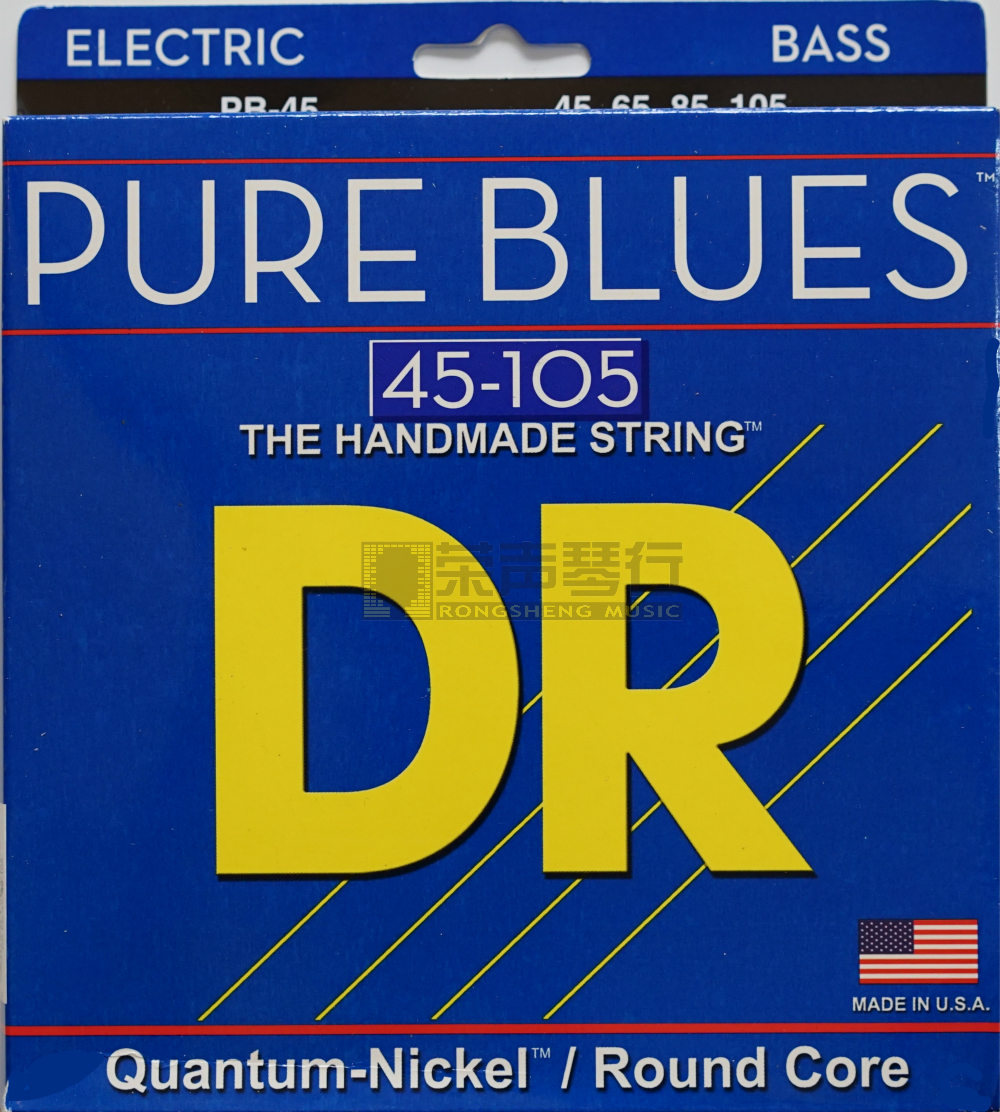 ELECTRIC BASS
PB-45 45 65 85 105
PURE BLUES™
45-105
THE HANDMADE STRING™
DR
荣声琴行
RONGSHENG MUSIC
MADE IN U.S.A.
Quantum-Nickel™ / Round Core